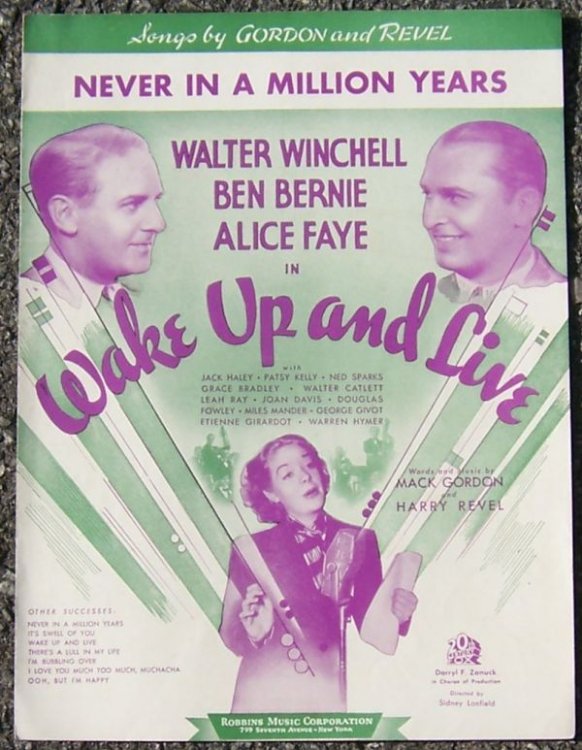 Songs by GORDON and REVEL
NEVER IN A MILLION YEARS
WALTER WINCHELL
BEN BERNIE
ALICE FAYE
IN
Wake Up and Live
with
JACK HALEY • PATSY KELLY • NED SPARKS
GRACE BRADLEY • WALTER CATLETT
LEAH RAY • JOAN DAVIS • DOUGLAS
FOWLEY • MILES MANDER • GEORGE GIVOT
ETIENNE GIRARDOT • WARREN HYMER
Words and Music by
MACK GORDON
and
HARRY REVEL
OTHER SUCCESSES-
NEVER IN A MILLION YEARS
IT'S SWELL OF YOU
WAKE UP AND LIVE
THERE'S A LULL IN MY LIFE
I'M BUBBLING OVER
I LOVE YOU MUCH TOO MUCH, MUCHACHA
OOH, BUT I'M HAPPY
20th
CENTURY
FOX
Darryl F. Zanuck
in Charge of Production
Directed by
Sidney Lanfield
ROBBINS MUSIC CORPORATION
799 SEVENTH AVENUE • NEW YORK